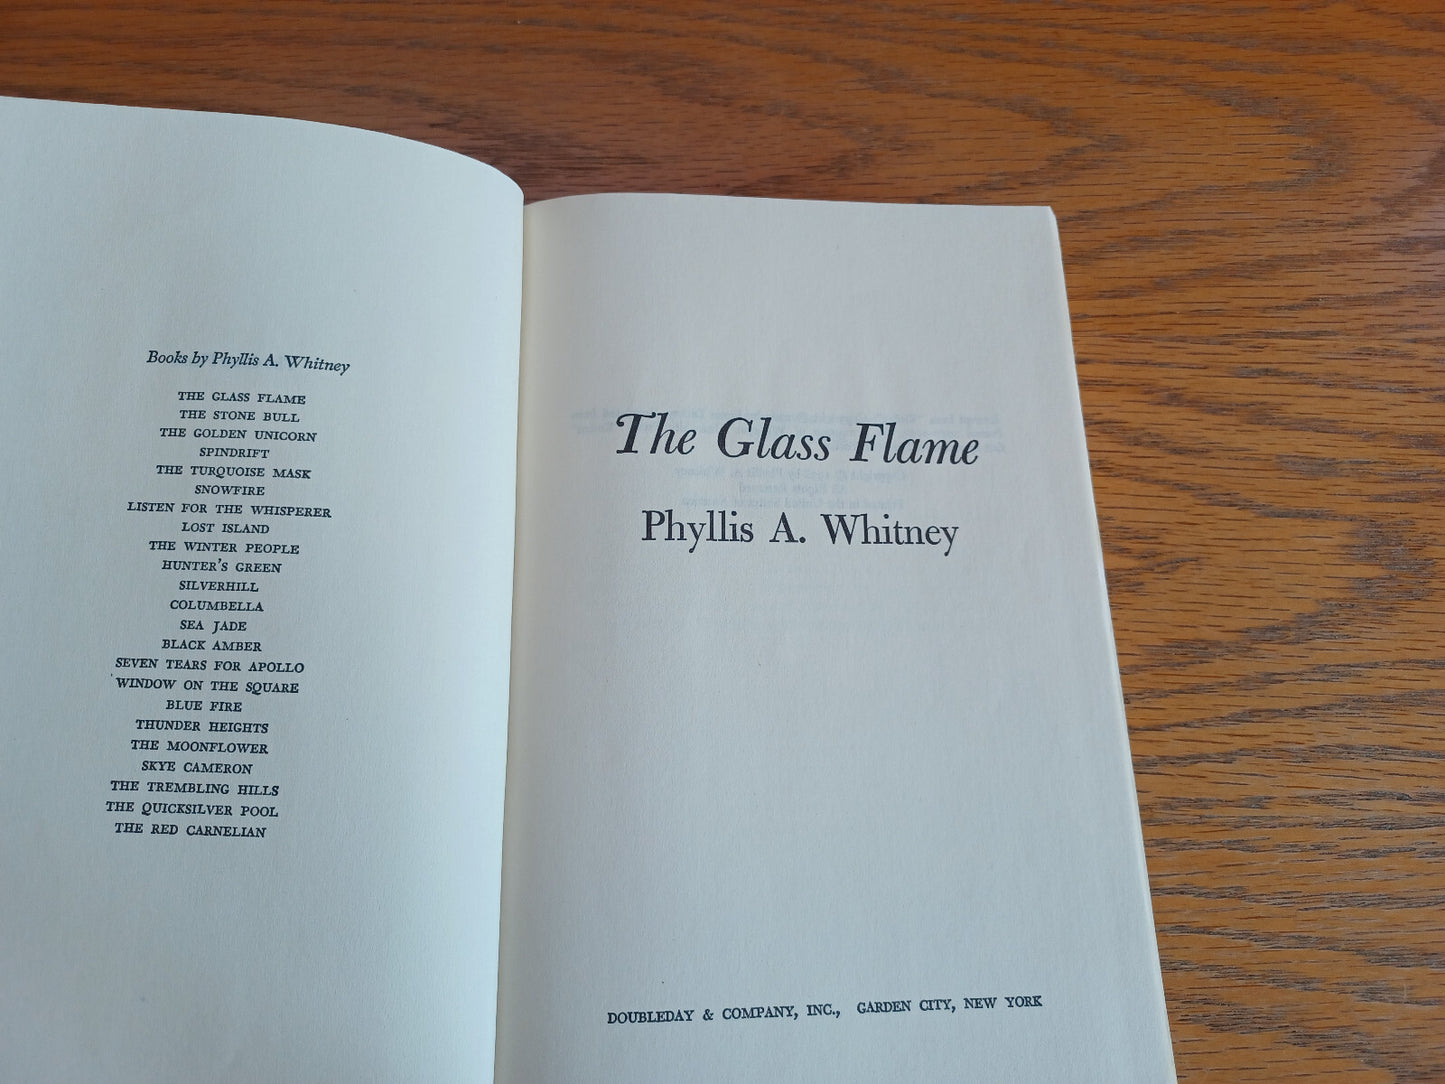 Books by Phyllis A. Whitney
THE GLASS FLAME
THE STONE BULL
THE GOLDEN UNICORN
SPINDRIFT
THE TURQUOISE MASK
SNOWFIRE
LISTEN FOR THE WHISPERER
LOST ISLAND
THE WINTER PEOPLE
HUNTER'S GREEN
SILVERHILL
COLUMBELLA
SEA JADE
BLACK AMBER
SEVEN TEARS FOR APOLLO
WINDOW ON THE SQUARE
BLUE FIRE
THUNDER HEIGHTS
THE MOONFLOWER
SKYE CAMERON
THE TREMBLING HILLS
THE QUICKSILVER POOL
THE RED CARNELIAN
The Glass Flame
Phyllis A. Whitney
DOUBLEDAY & COMPANY, INC., GARDEN CITY, NEW YORK